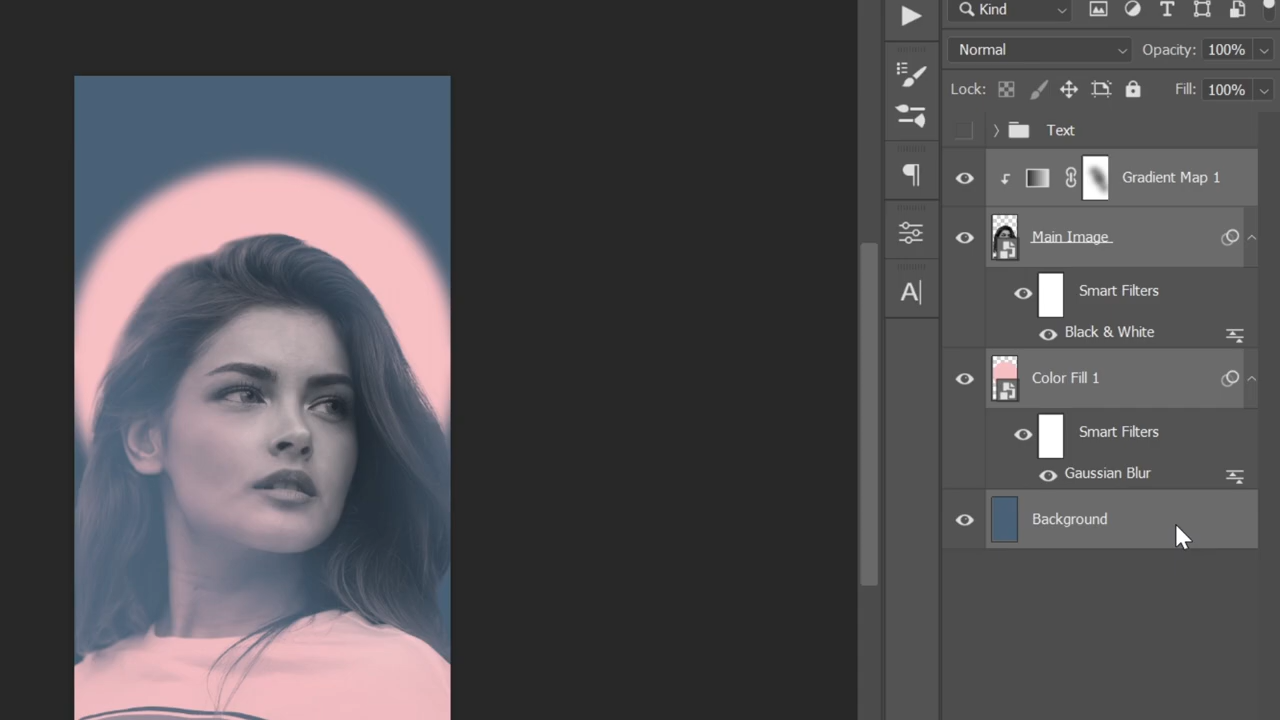 Kind
Normal
Opacity: 100%
Lock:
Fill: 100%
Text
Gradient Map 1
Main Image
Smart Filters
Black & White
Color Fill 1
Smart Filters
Gaussian Blur
Background